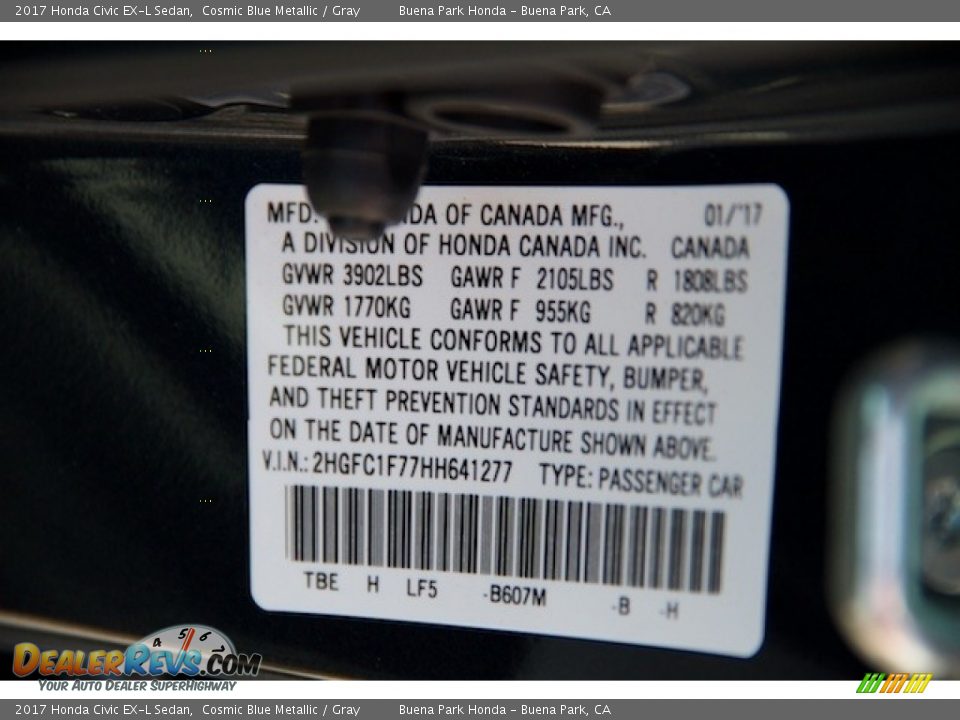 2017 Honda Civic EX-L Sedan, Cosmic Blue Metallic / Gray Buena Park Honda - Buena Park, CA
MFD. DA OF CANADA MFG., 01/'17
A DIVISION OF HONDA CANADA INC. CANADA
GVWR 3902LBS GAWR F 2105LBS R 1808LBS
GVWR 1770KG GAWR F 955KG R 820KG
THIS VEHICLE CONFORMS TO ALL APPLICABLE
FEDERAL MOTOR VEHICLE SAFETY, BUMPER,
AND THEFT PREVENTION STANDARDS IN EFFECT
ON THE DATE OF MANUFACTURE SHOWN ABOVE.
V.I.N.: 2HGFC1F77HH641277 TYPE: PASSENGER CAR
TBE H LF5 -B607M -B -H
4 5 6
DEALERREVS.COM
YOUR AUTO DEALER SUPERHIGHWAY
2017 Honda Civic EX-L Sedan, Cosmic Blue Metallic / Gray Buena Park Honda - Buena Park, CA